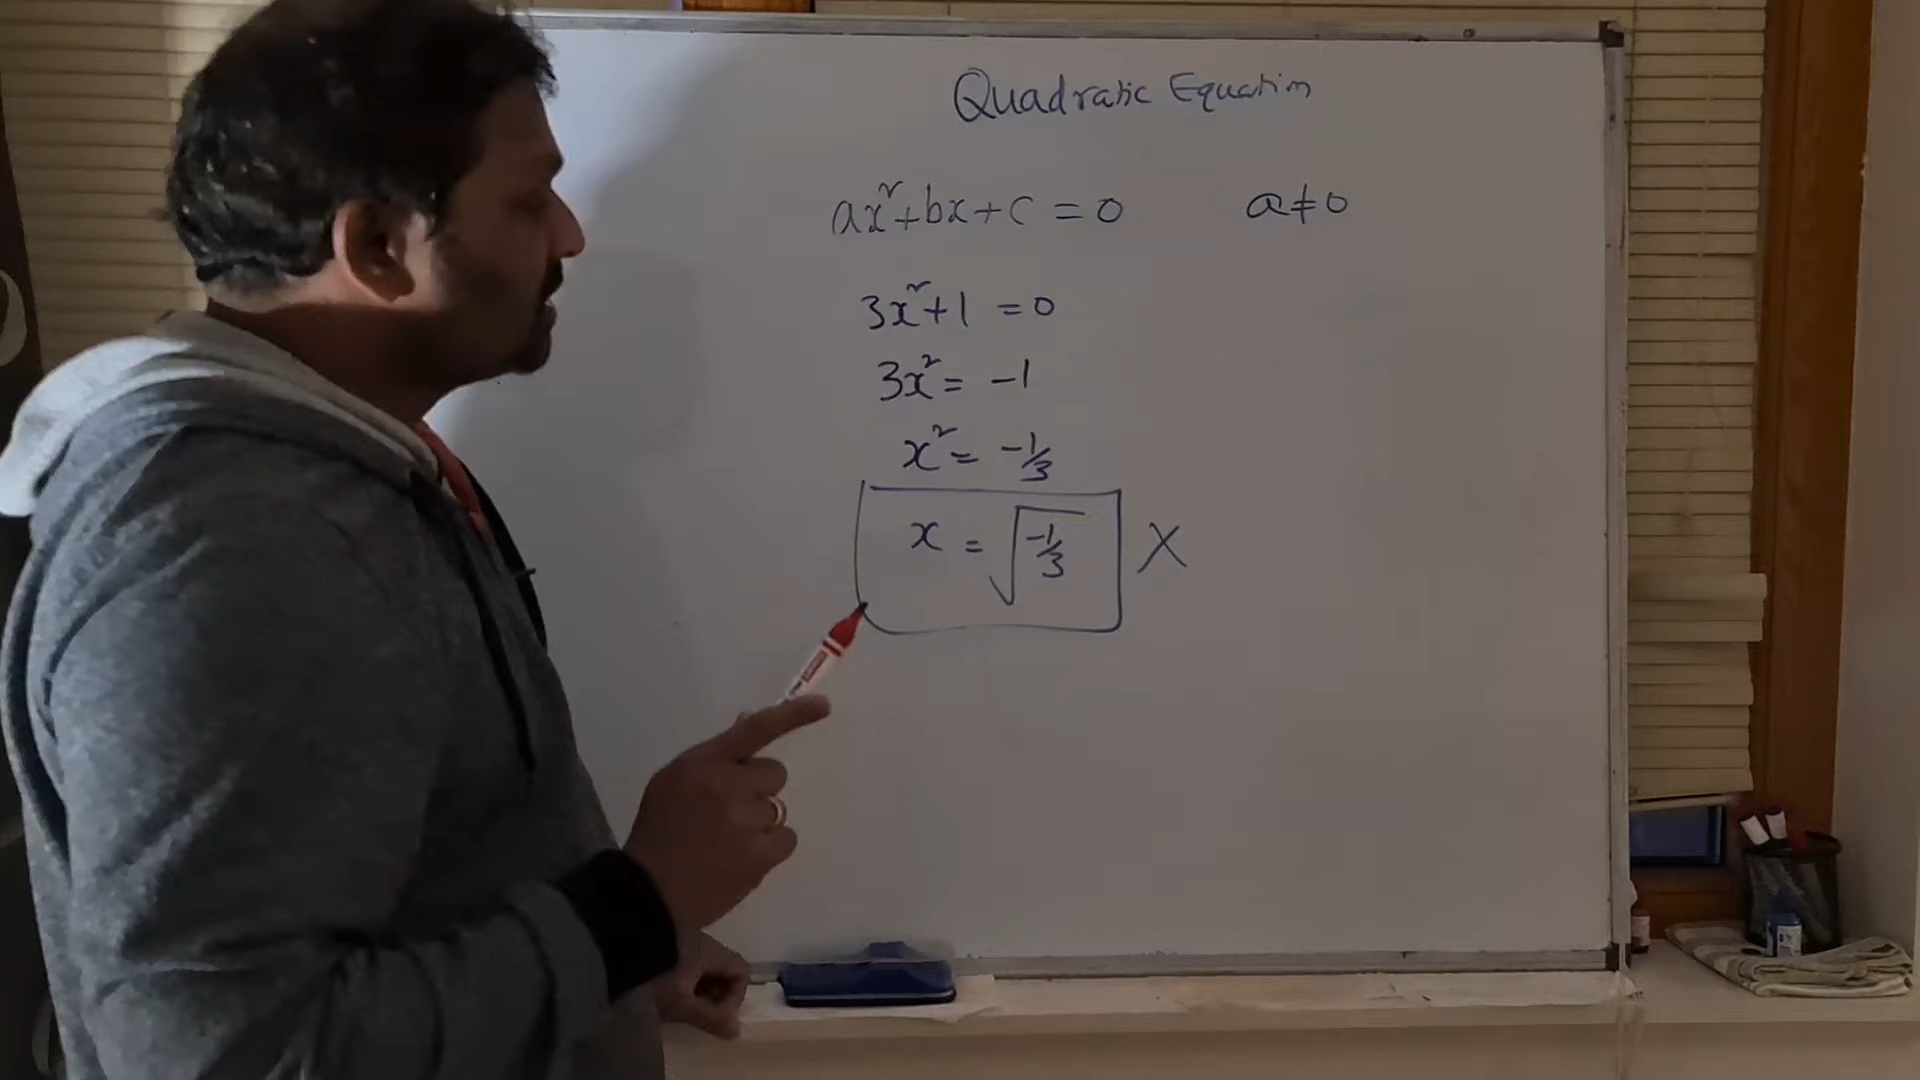 Quadratic Equation
ax²+bx+c = 0 a≠0
3x²+1 = 0
3x² = -1
x² = -1/3
x = √-1/3 X